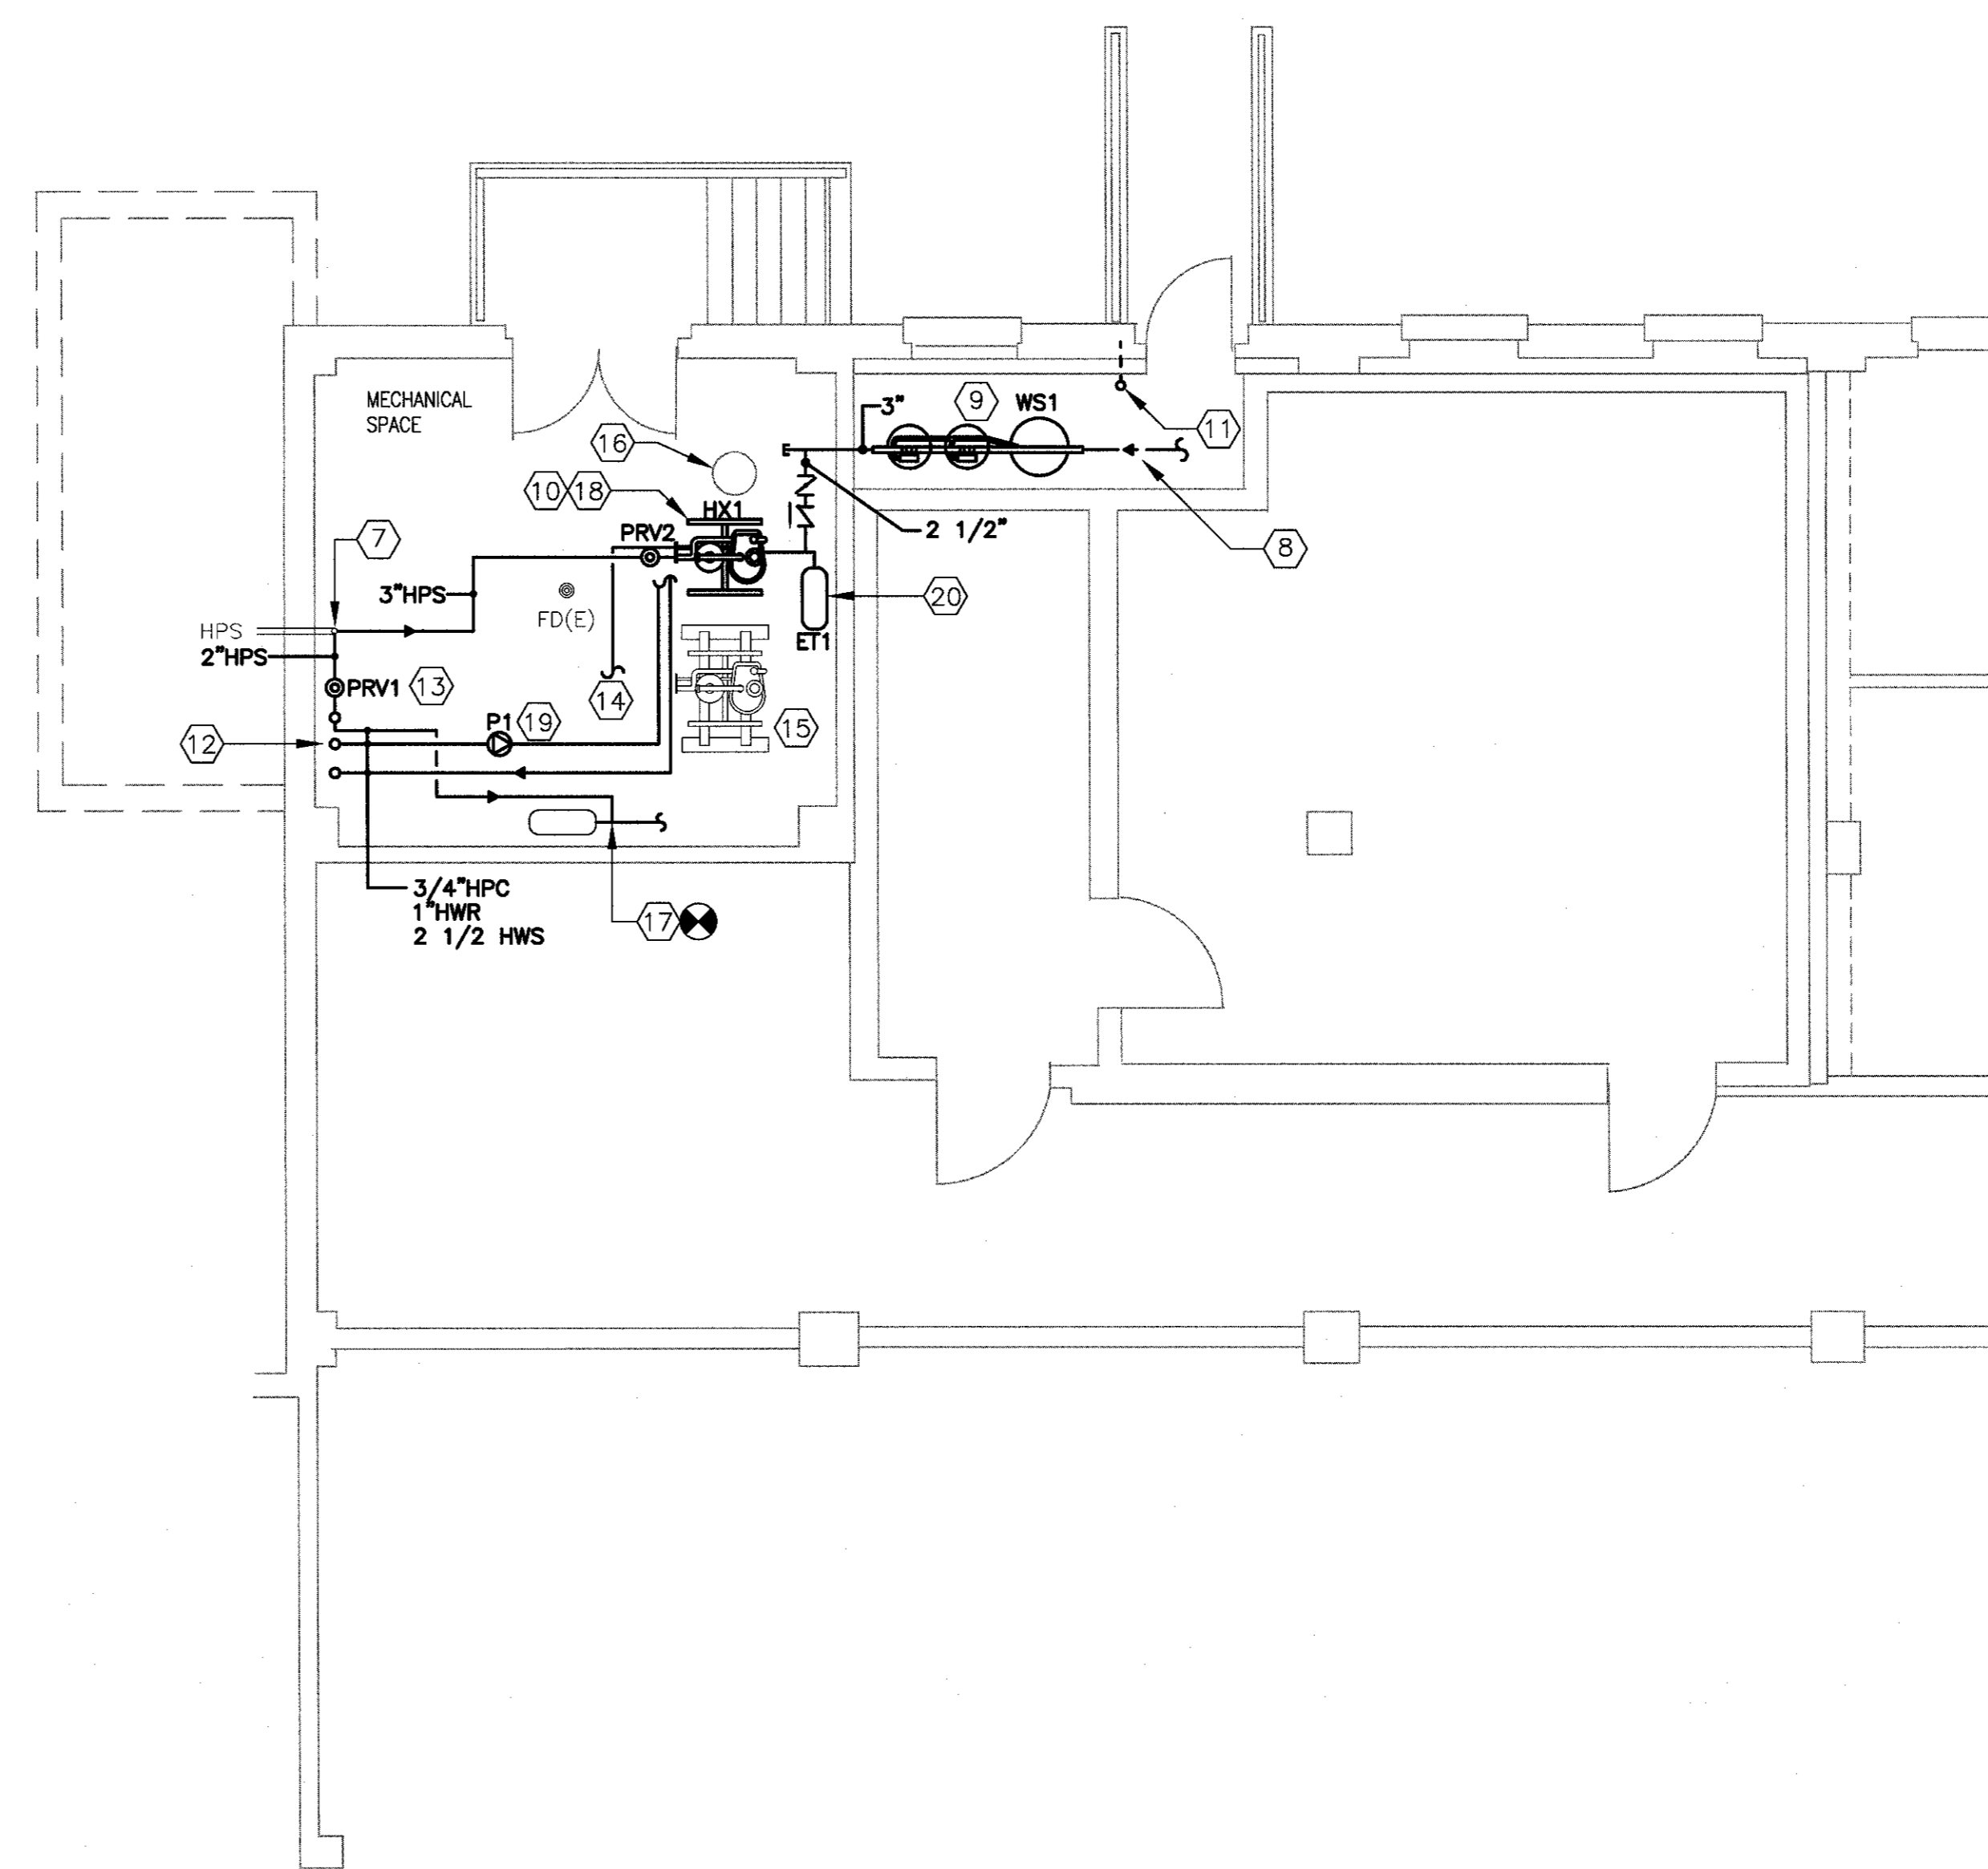 MECHANICAL
SPACE
3"
9
WS1
11
16
10
18
HX1
2 1/2"
8
PRV2
7
3"HPS
FD(E)
20
HPS
2"HPS
ET1
PRV1
13
14
P1
19
15
12
3/4"HPC
1"HWR
2 1/2 HWS
17